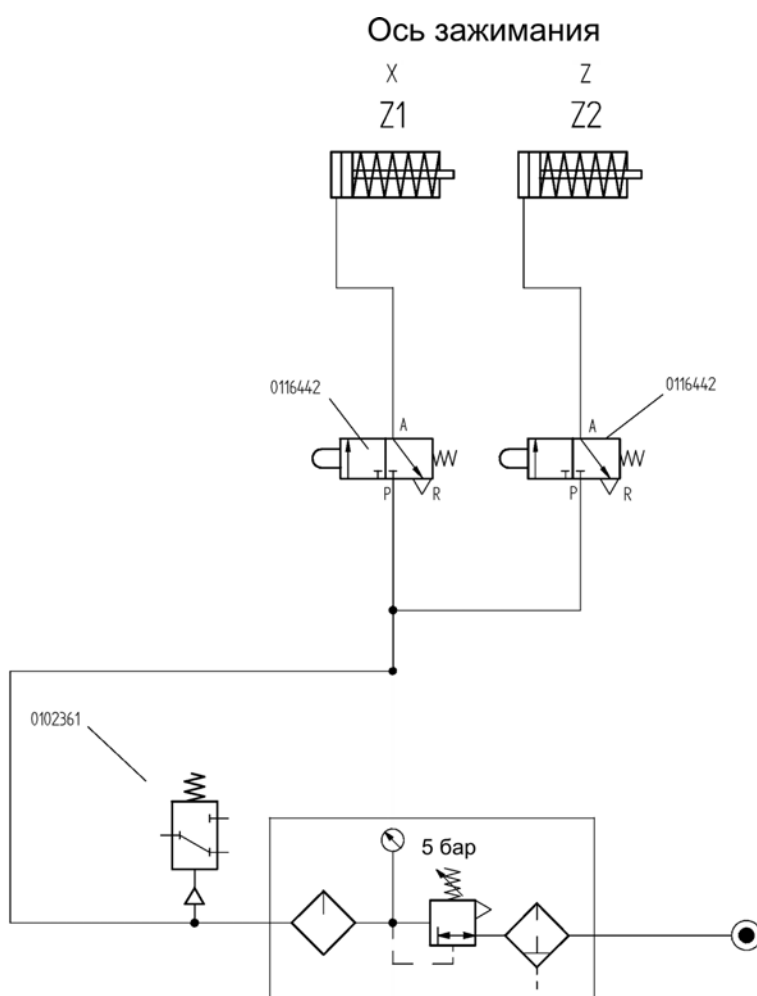 Ось зажимания
X Z
Z1 Z2
0116442 0116442
A A
P R P R
0102361
5 бар